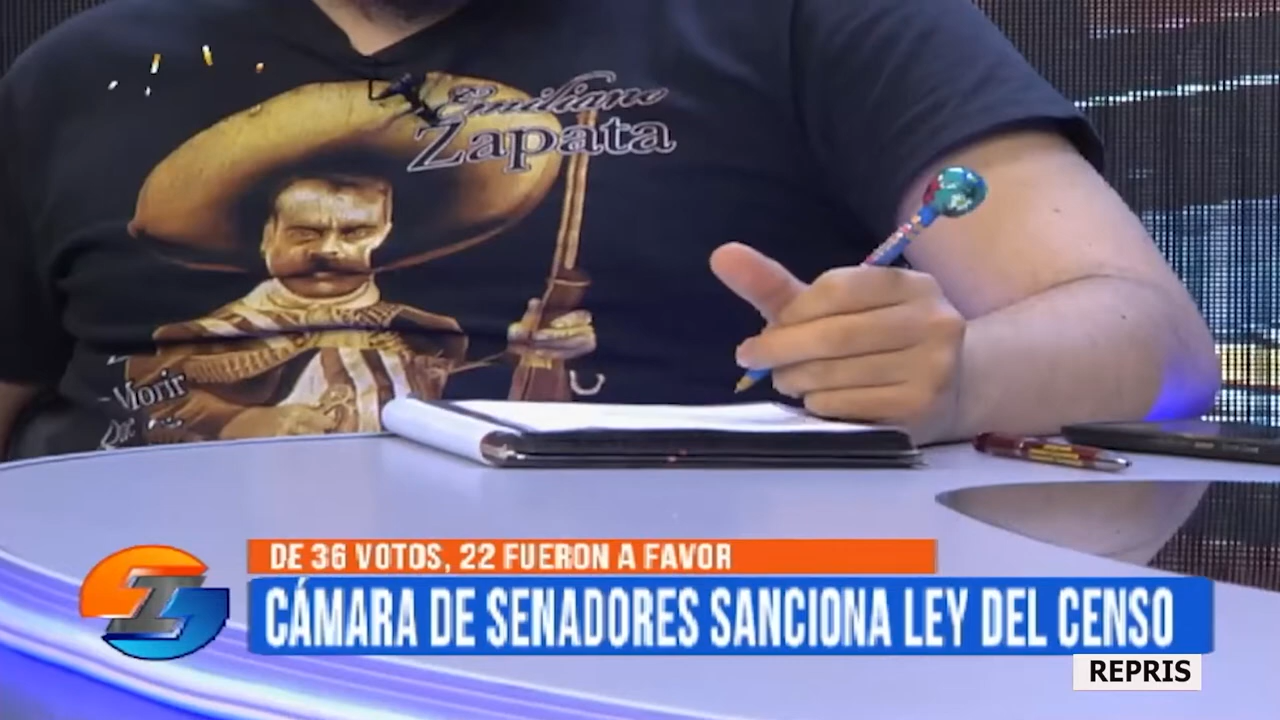 Emiliano
Zapata
Morir
DE 36 VOTOS, 22 FUERON A FAVOR
CÁMARA DE SENADORES SANCIONA LEY DEL CENSO
REPRIS